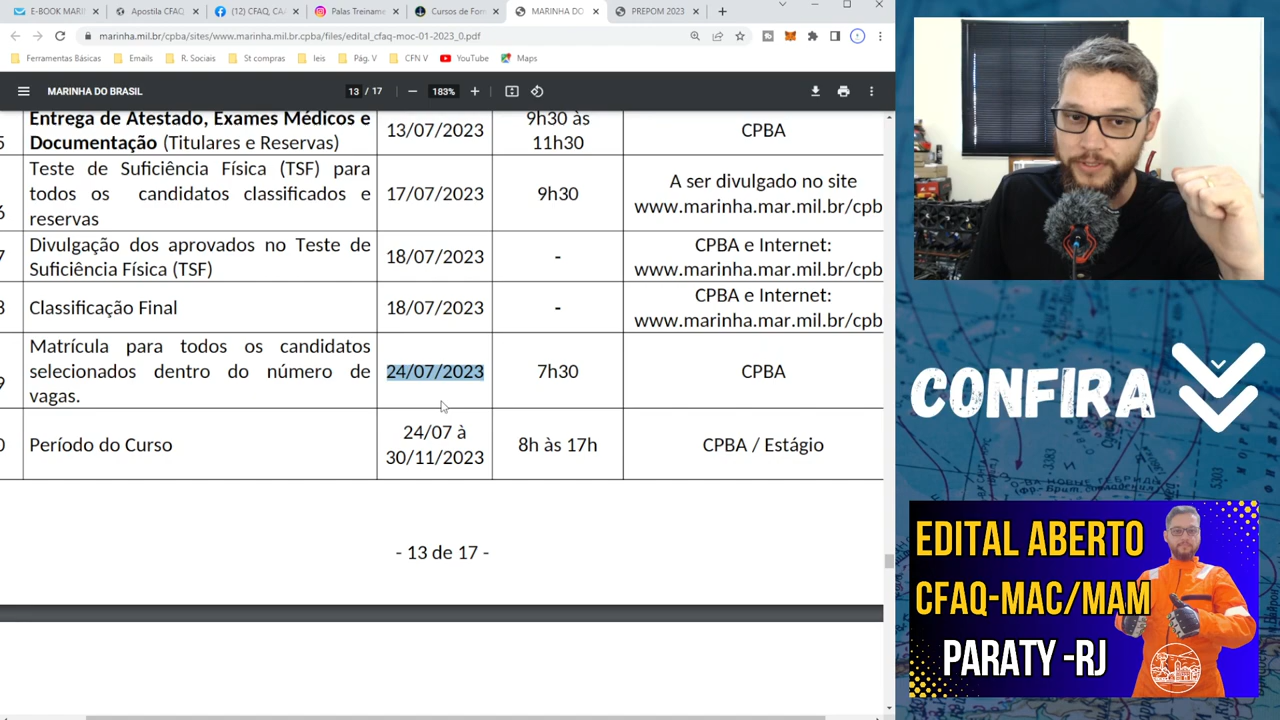 E-BOOK MARI
Apostila CFAQ
(12) CFAQ, CA
Palas Treiname
Cursos de For
MARINHA DO
PREPOM 2023
marinha.mil.br/cpba/sites/www.marinha.mil.br.cpba/files/edital_cfaq-mo
-2023_0.pdf
Ferramentas Básicas
Emails
R. Sociais
St compras
leis
Pag. V
CFN V
YouTube
Maps
MARINHA DO BRASIL
13 / 17
183%
5
Entrega de Atestado, Exames Médicos e
Documentação (Titulares e Reservas)
13/07/2023
9h30 às
11h30
CPBA
6
Teste de Suficiência Física (TSF) para
todos os candidatos classificados e
reservas
17/07/2023
9h30
A ser divulgado no site
www.marinha.mar.mil.br/cpb
7
Divulgação dos aprovados no Teste de
Suficiência Física (TSF)
18/07/2023
-
CPBA e Internet:
www.marinha.mar.mil.br/cpb
8
Classificação Final
18/07/2023
-
CPBA e Internet:
www.marinha.mar.mil.br/cpb
9
Matrícula para todos os candidatos
selecionados dentro do número de
vagas.
24/07/2023
7h30
CPBA
0
Período do Curso
24/07 à
30/11/2023
8h às 17h
CPBA / Estágio
- 13 de 17 -
CONFIRA
EDITAL ABERTO
CFAQ-MAC/MAM
PARATY -RJ